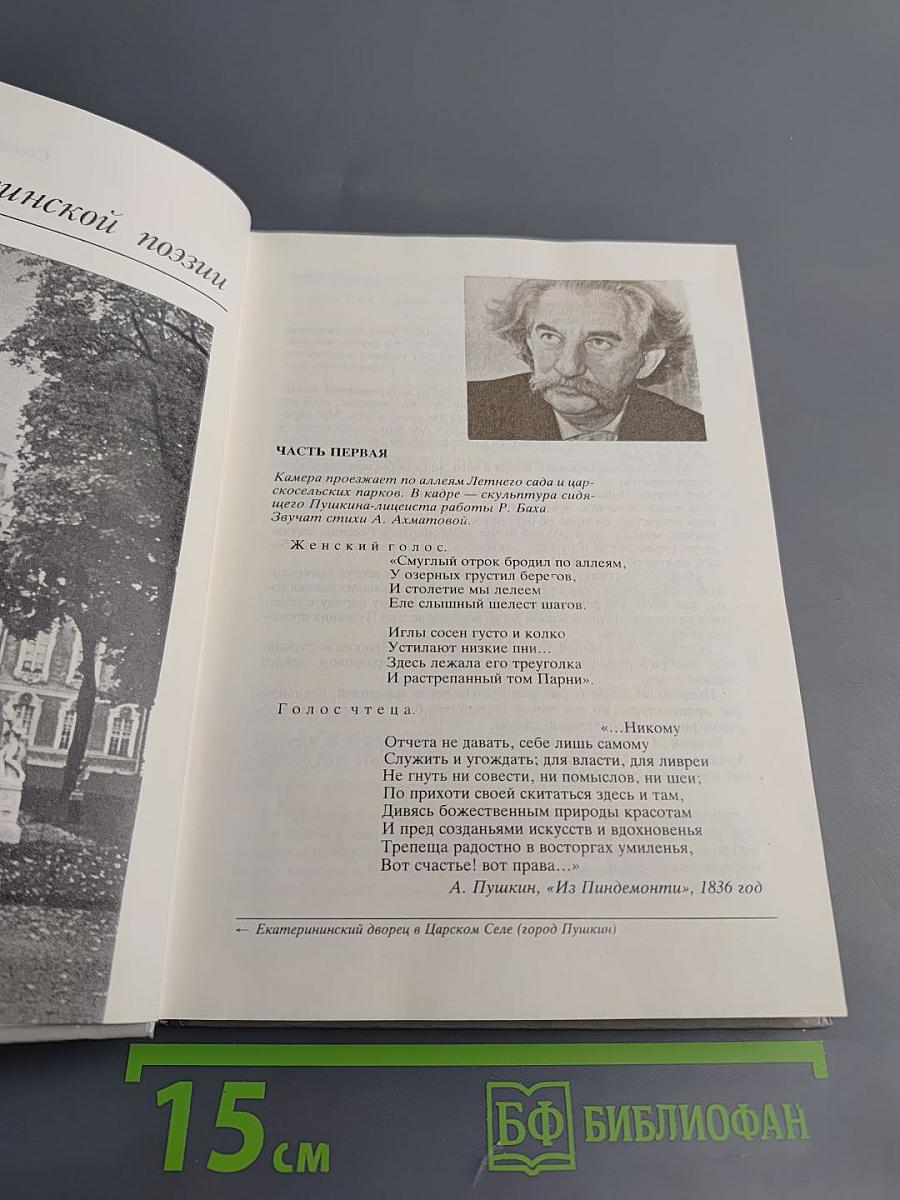 инской поэзии
ЧАСТЬ ПЕРВАЯ
Камера проезжает по аллеям Летнего сада и цар-
скосельских парков. В кадре — скульптура сидя-
щего Пушкина-лицеиста работы Р. Баха.
Звучат стихи А. Ахматовой.
Женский голос.
«Смуглый отрок бродил по аллеям,
У озерных грустил берегов,
И столетие мы лелеем
Еле слышный шелест шагов.
Иглы сосен густо и колко
Устилают низкие пни...
Здесь лежала его треуголка
И растрепанный том Парни».
Голос чтеца.
«...Никому
Отчета не давать, себе лишь самому
Служить и угождать; для власти, для ливреи
Не гнуть ни совести, ни помыслов, ни шеи;
По прихоти своей скитаться здесь и там,
Дивясь божественным природы красотам
И пред созданьями искусств и вдохновенья
Трепеща радостно в восторгах умиленья,
Вот счастье! вот права...»
А. Пушкин, «Из Пиндемонти», 1836 год
← Екатерининский дворец в Царском Селе (город Пушкин)
15 см
БФ БИБЛИОФАН